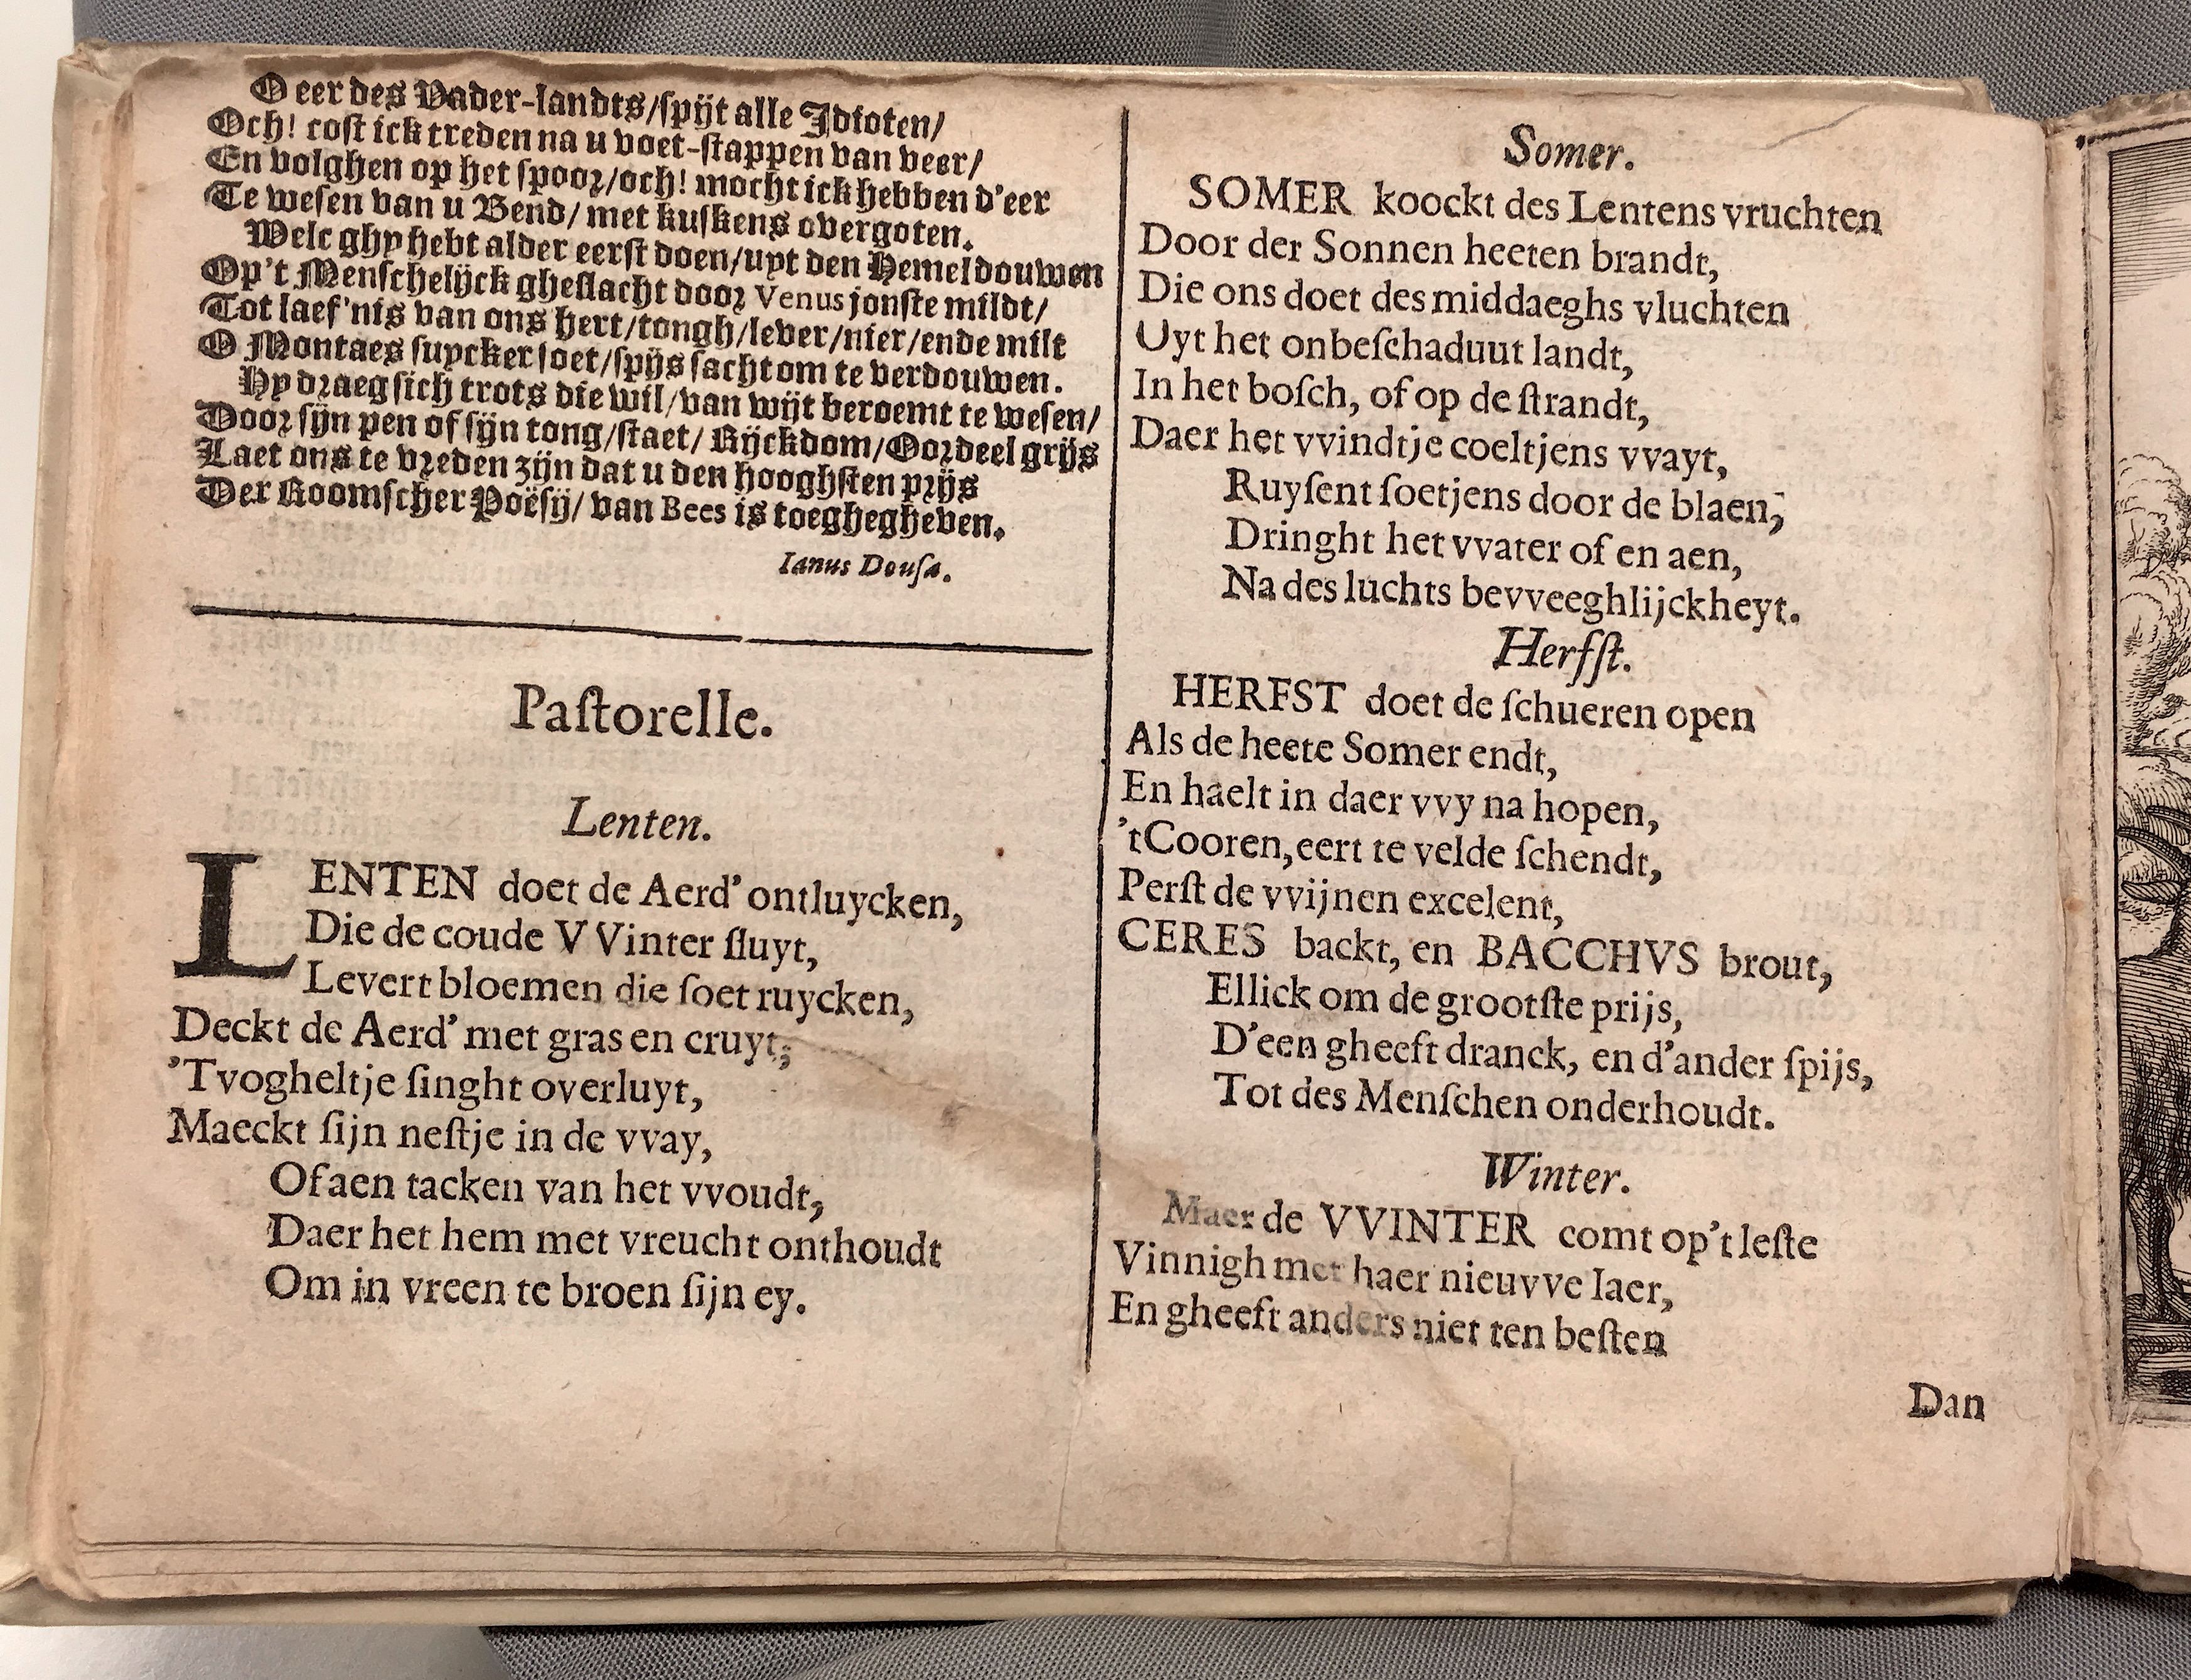 O eer des Vader-landts/spijt alle Idioten/
Och! cost ick treden na u voet-stappen van veer/
En volghen op het spoor/och! mocht ick hebben d'eer
Te wesen van u Bend/ met kuskens overgoten.
Welc ghy hebt alder eerst doen/uyt den Hemel douwen
Op't Menschelijck gheslacht door Venus jonste mildt/
Tot laef'nis van ons hert/tongh/lever/nier/ende milt
O Montaes suycker soet/spijs sacht om te verdouwen.
Hy draeg sich trots die wil/van wijt beroemt te wesen/
Door sijn pen of sijn tong/staet/ Rijckdom/Oordeel grijs
Laet ons te vreden zijn dat u den hooghsten prijs
Der Roomscher Poësij/ van Bees is toeghegheven.
Ianus Dousa.
Pastorelle.
Lenten.
LENTEN doet de Aerd' ontluycken,
Die de coude VVinter sluyt,
Levert bloemen die soet ruycken,
Deckt de Aerd' met gras en cruyt;
'Tvogheltje singht overluyt,
Maeckt sijn nestje in de vvay,
Of aen tacken van het vvoudt,
Daer het hem met vreucht onthoudt
Om in vreen te broen sijn ey.
Somer.
SOMER koockt des Lentens vruchten
Door der Sonnen heeten brandt,
Die ons doet des middaeghs vluchten
Uyt het onbeschaduut landt,
In het bosch, of op de strandt,
Daer het vvindtje coeltjens vvayt,
Ruysent soetjens door de blaen,
Dringht het vvater of en aen,
Na des luchts bevveeghlijckheyt.
Herfst.
HERFST doet de schueren open
Als de heete Somer endt,
En haelt in daer vvy na hopen,
't Cooren, eert te velde schendt,
Perst de vvijnen excelent,
CERES backt, en BACCHVS brout,
Ellick om de grootste prijs,
D'een gheeft dranck, en d'ander spijs,
Tot des Menschen onderhoudt.
Winter.
Maer de VVINTER comt op't leste
Vinnigh met haer nieuvve Iaer,
En gheeft anders niet ten besten
Dan